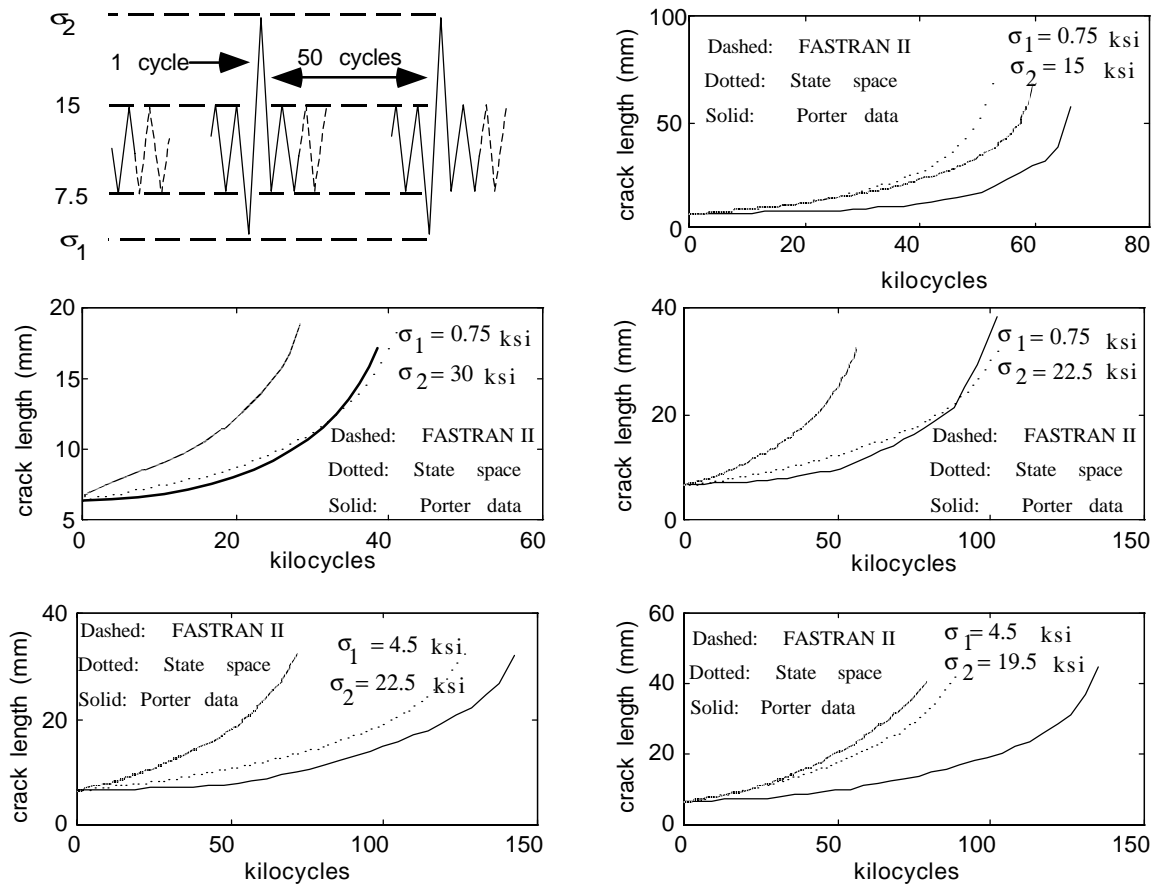 σ2
1 cycle
50 cycles
15
7.5
σ1
100
50
0
crack length (mm)
Dashed: FASTRAN II
Dotted: State space
Solid: Porter data
σ1 = 0.75 ksi
σ2 = 15 ksi
0 20 40 60 80
kilocycles
20
15
10
5
crack length (mm)
σ1 = 0.75 ksi
σ2 = 30 ksi
Dashed: FASTRAN II
Dotted: State space
Solid: Porter data
0 20 40 60
kilocycles
40
20
0
crack length (mm)
σ1 = 0.75 ksi
σ2 = 22.5 ksi
Dashed: FASTRAN II
Dotted: State space
Solid: Porter data
0 50 100 150
kilocycles
40
20
0
crack length (mm)
Dashed: FASTRAN II
Dotted: State space
Solid: Porter data
σ1 = 4.5 ksi
σ2 = 22.5 ksi
0 50 100 150
kilocycles
60
40
20
0
crack length (mm)
Dashed: FASTRAN II
Dotted: State space
Solid: Porter data
σ1 = 4.5 ksi
σ2 = 19.5 ksi
0 50 100 150
kilocycles